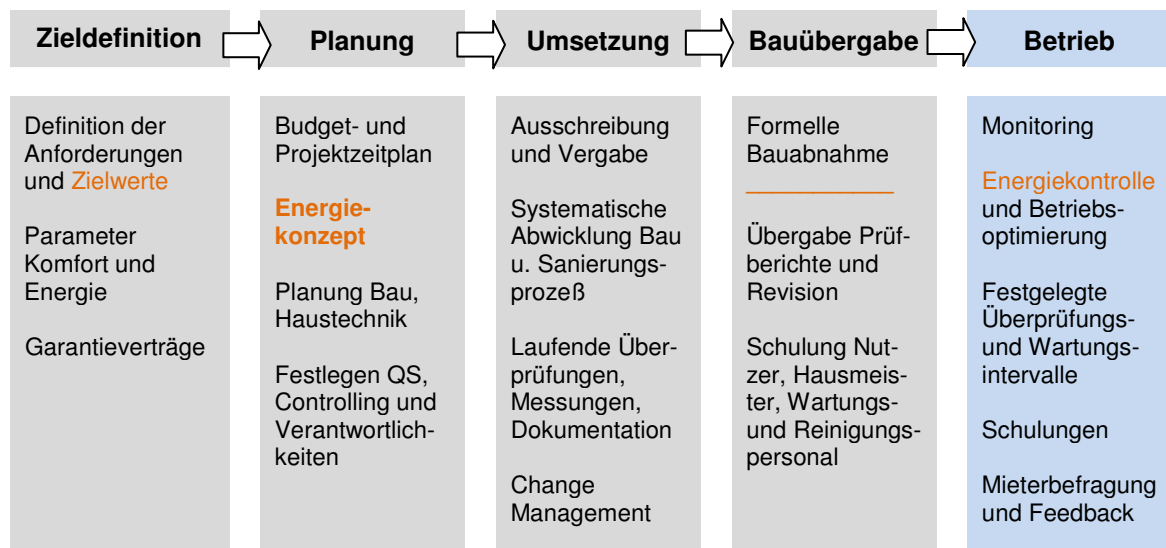 Zieldefinition
Planung
Umsetzung
Bauübergabe
Betrieb
Definition der
Anforderungen
und Zielwerte
Parameter
Komfort und
Energie
Garantieverträge
Budget- und
Projektzeitplan
Energie-
konzept
Planung Bau,
Haustechnik
Festlegen QS,
Controlling und
Verantwortlich-
keiten
Ausschreibung
und Vergabe
Systematische
Abwicklung Bau
u. Sanierungs-
prozeß
Laufende Über-
prüfungen,
Messungen,
Dokumentation
Change
Management
Formelle
Bauabnahme
___________
Übergabe Prüf-
berichte und
Revision
Schulung Nut-
zer, Hausmeis-
ter, Wartungs-
und Reinigungs-
personal
Monitoring
Energiekontrolle
und Betriebs-
optimierung
Festgelegte
Überprüfungs-
und Wartungs-
intervalle
Schulungen
Mieterbefragung
und Feedback